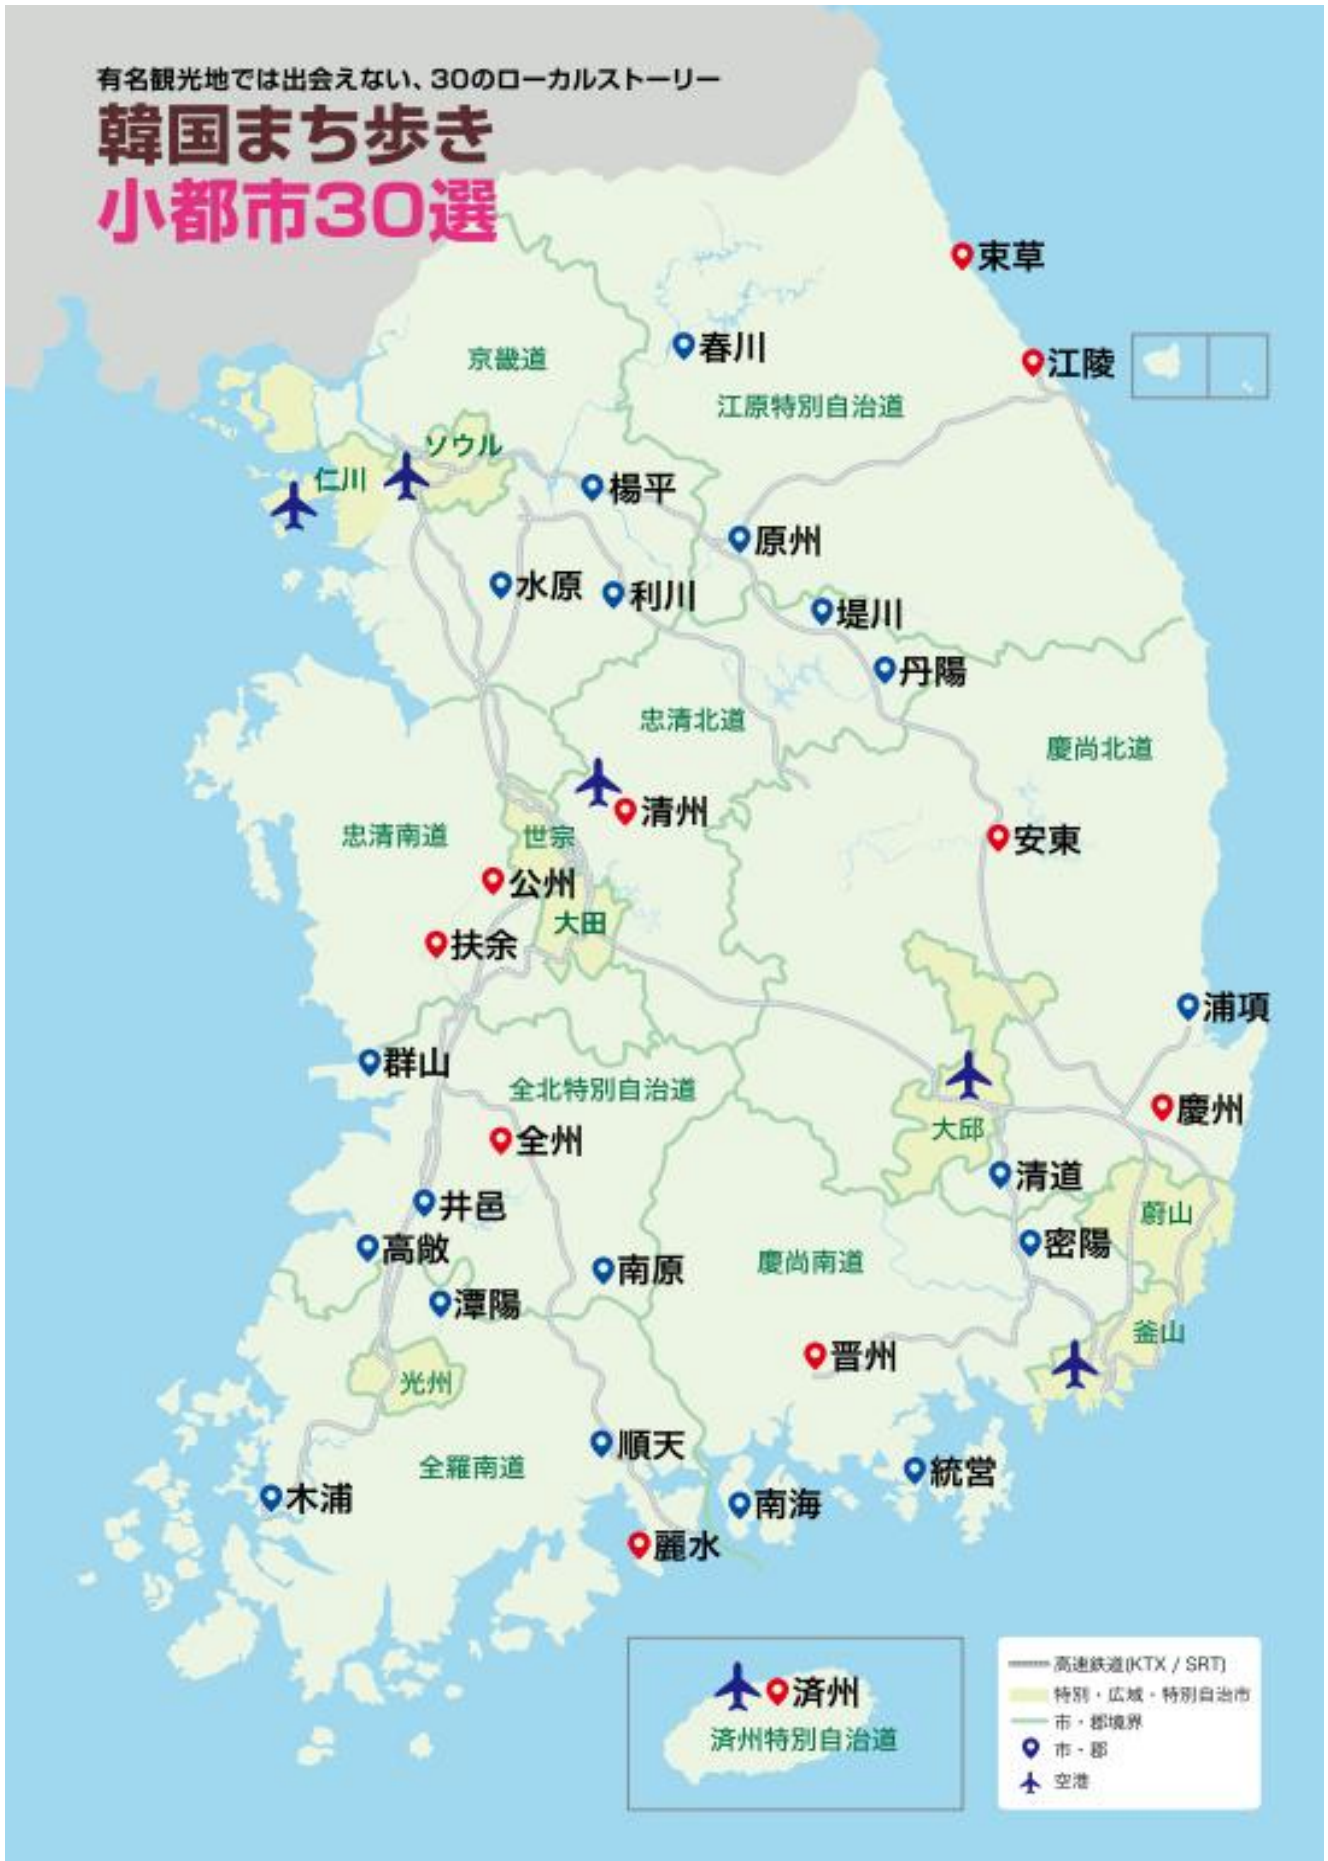 有名観光地では出会えない、30のローカルストーリー
韓国まち歩き
小都市30選
束草
春川
江陵
京畿道
江原特別自治道
ソウル
仁川
楊平
原州
水原
利川
堤川
丹陽
忠清北道
慶尚北道
清州
忠清南道
世宗
安東
公州
大田
扶余
浦項
群山
全北特別自治道
慶州
大邱
全州
清道
井邑
蔚山
高敞
密陽
南原
慶尚南道
潭陽
釜山
晋州
光州
順天
全羅南道
統営
木浦
南海
麗水
済州
済州特別自治道
高速鉄道(KTX / SRT)
特別・広域・特別自治市
市・郡境界
市・郡
空港